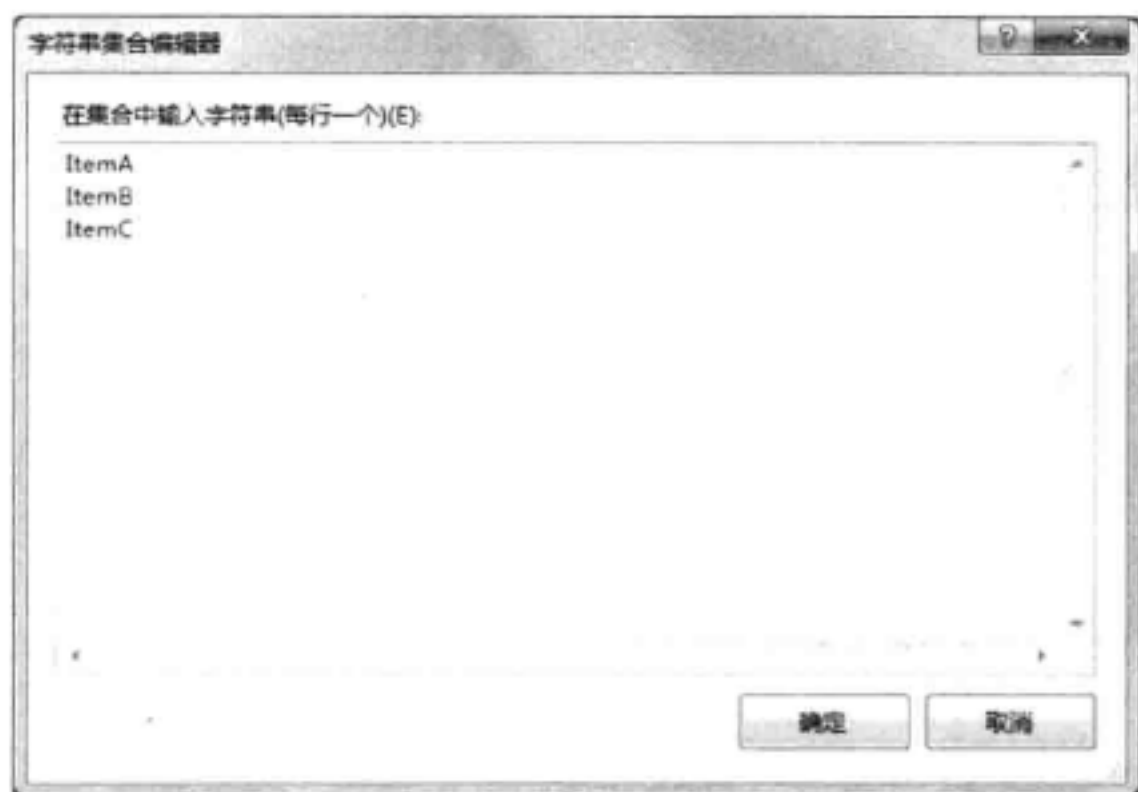 字符串集合编辑器
在集合中输入字符串(每行一个)(E):
ItemA
ItemB
ItemC
确定
取消